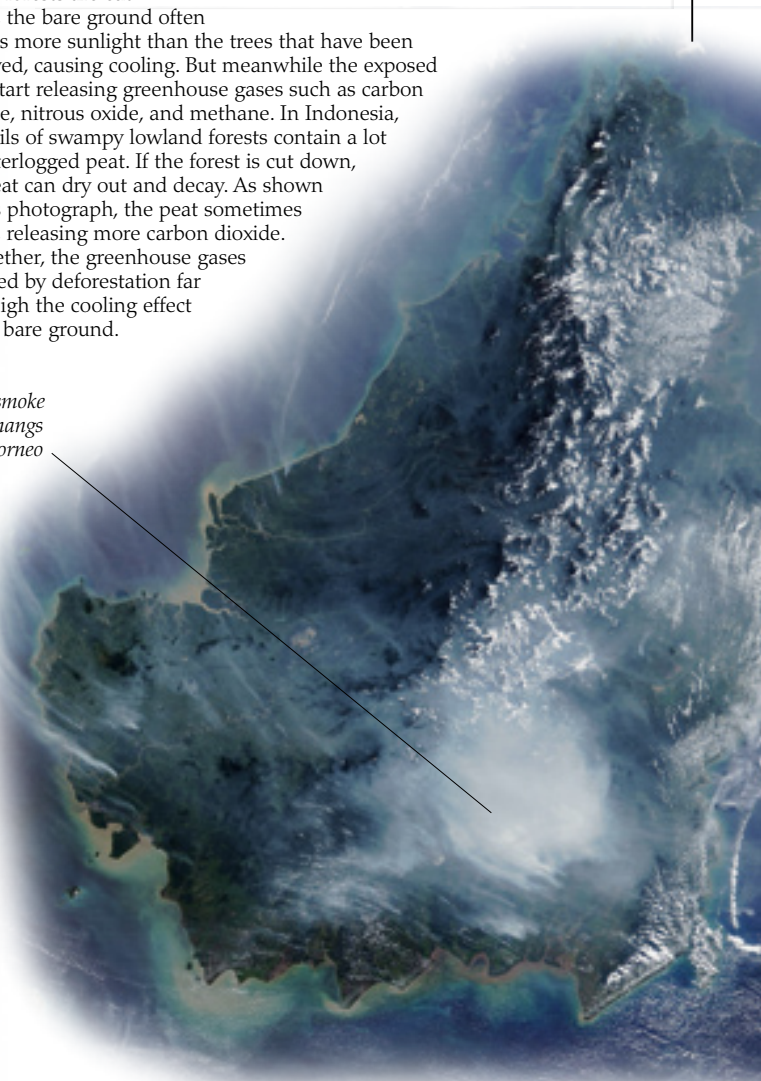 the bare ground often
s more sunlight than the trees that have been
ed, causing cooling. But meanwhile the exposed
tart releasing greenhouse gases such as carbon
e, nitrous oxide, and methane. In Indonesia,
ils of swampy lowland forests contain a lot
terlogged peat. If the forest is cut down,
eat can dry out and decay. As shown
photograph, the peat sometimes
releasing more carbon dioxide.
ether, the greenhouse gases
ed by deforestation far
igh the cooling effect
bare ground.
smoke
hangs
orneo